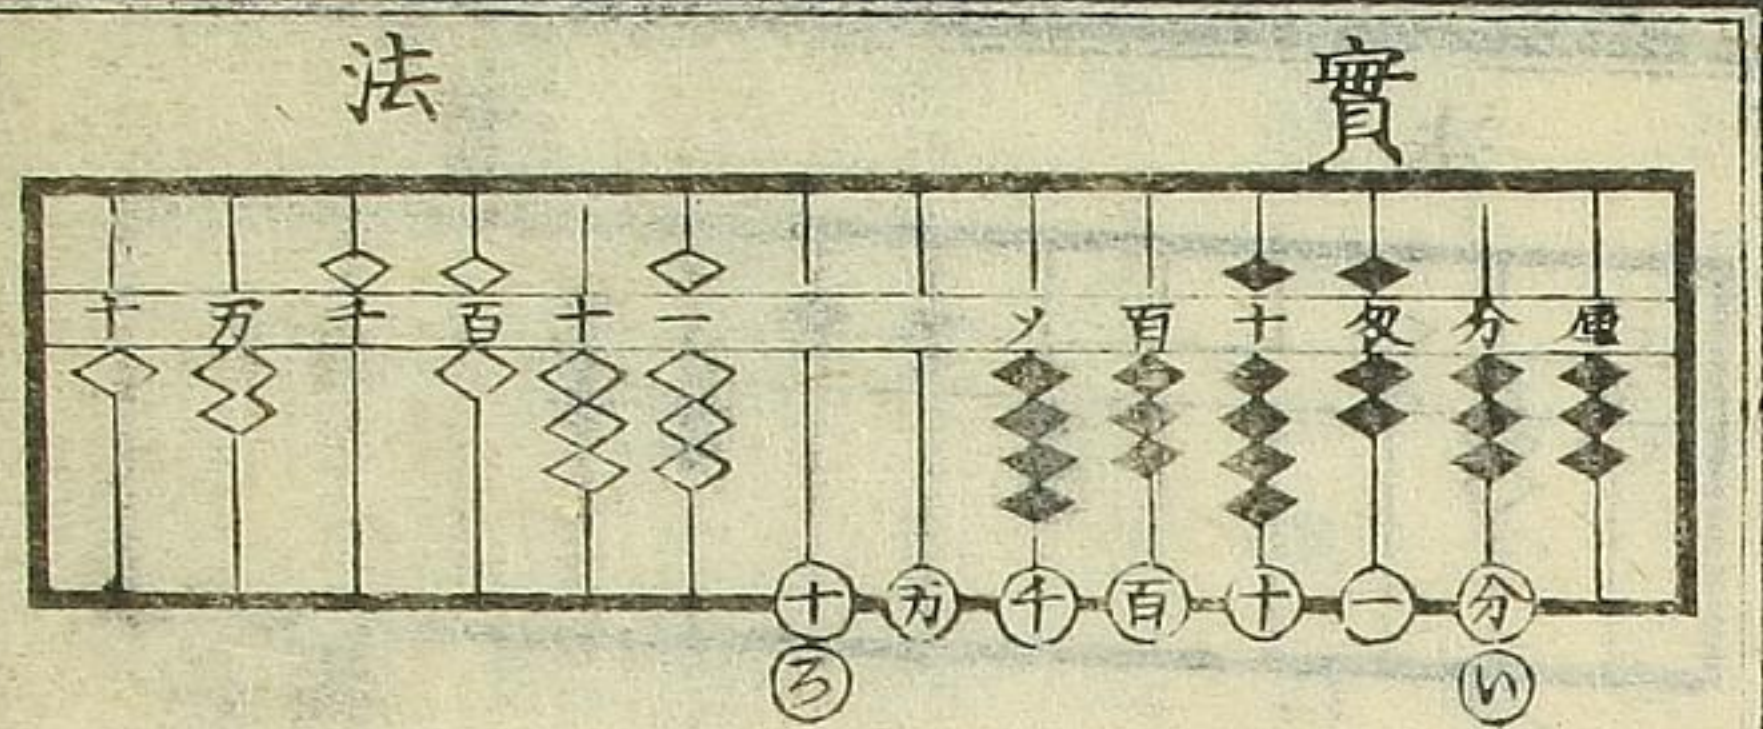 法 實
十 万 千 百 十 一 メ 百 十 匁 分 厘
十 万 千 百 十 一 分
ろ い